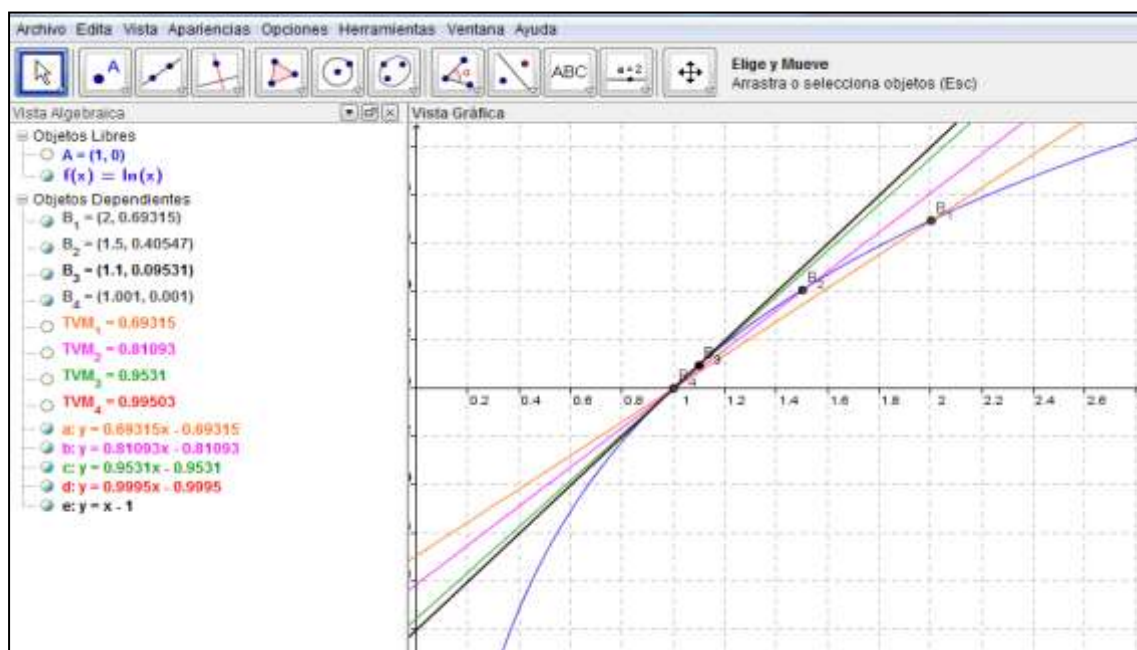 Archivo Edita Vista Apariencias Opciones Herramientas Ventana Ayuda
A
α
ABC
a=2
Elige y Mueve
Arrastra o selecciona objetos (Esc)
Vista Algebraica
Vista Gráfica
Objetos Libres
A = (1, 0)
f(x) = ln(x)
Objetos Dependientes
B₁ = (2, 0.69315)
B₂ = (1.5, 0.40547)
B₃ = (1.1, 0.09531)
B₄ = (1.001, 0.001)
TVM₁ = 0.69315
TVM₂ = 0.81093
TVM₃ = 0.9531
TVM₄ = 0.99503
a: y = 0.69315x - 0.69315
b: y = 0.81093x - 0.81093
c: y = 0.9531x - 0.9531
d: y = 0.9995x - 0.9995
e: y = x - 1
B₁
B₂
B₃
B₄
0.2 0.4 0.6 0.8 1 1.2 1.4 1.6 1.8 2 2.2 2.4 2.6